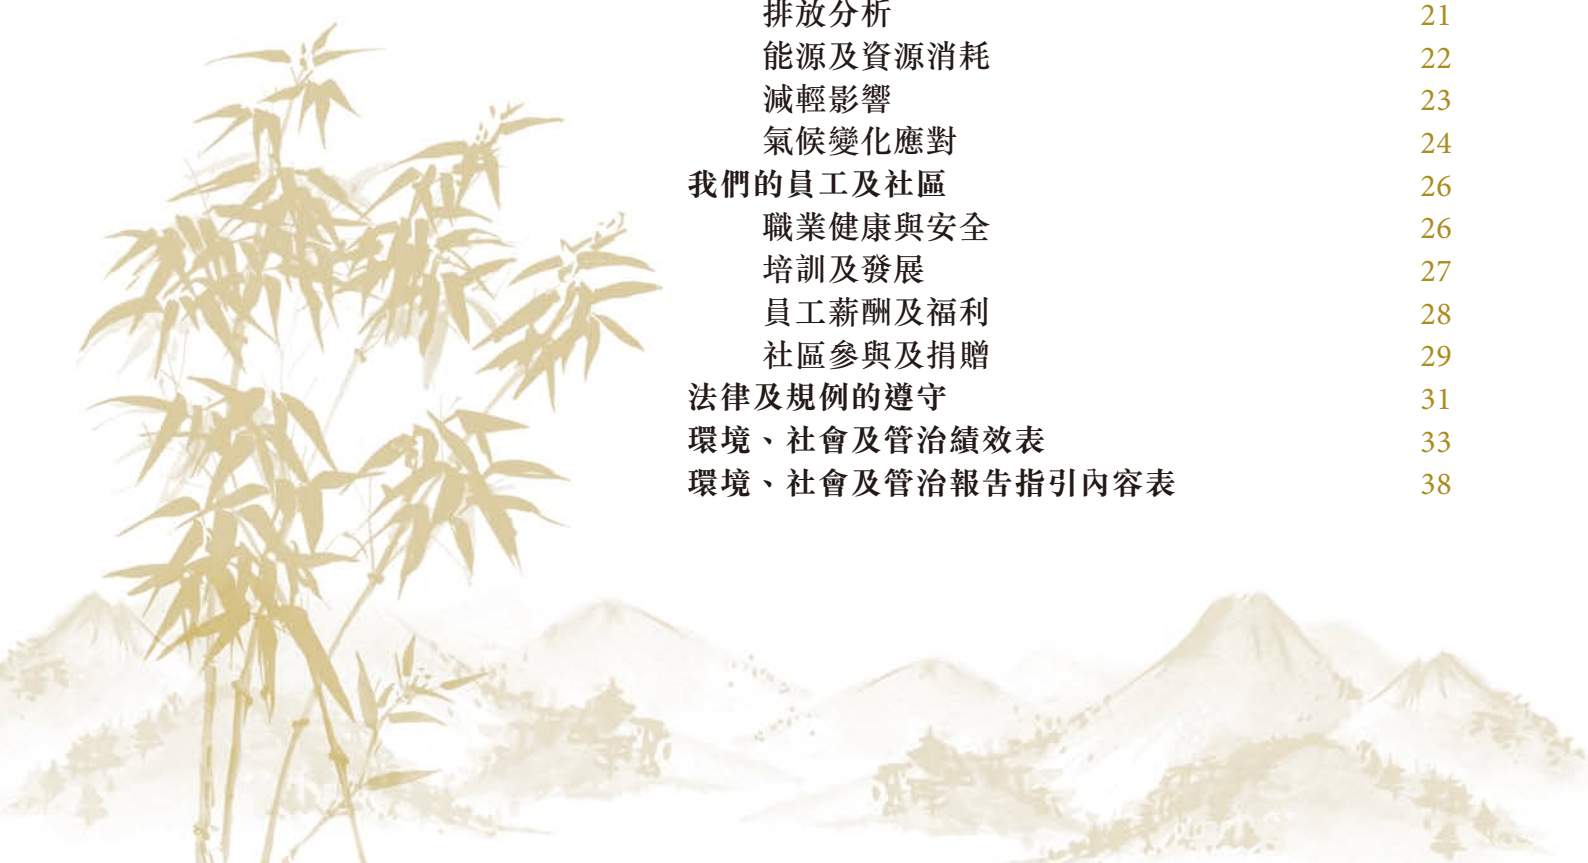 排放分析 21
能源及資源消耗 22
減輕影響 23
氣候變化應對 24
我們的員工及社區 26
職業健康與安全 26
培訓及發展 27
員工薪酬及福利 28
社區參與及捐贈 29
法律及規例的遵守 31
環境、社會及管治績效表 33
環境、社會及管治報告指引內容表 38